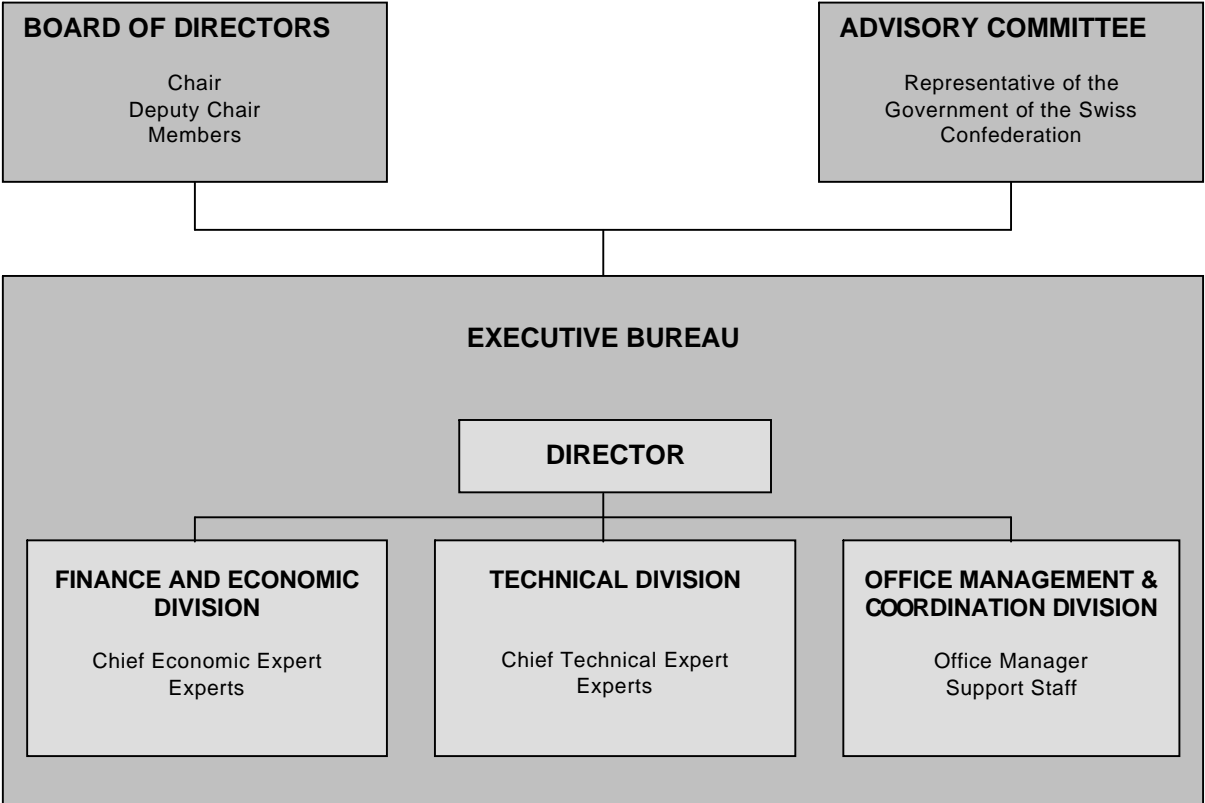 BOARD OF DIRECTORS
Chair
Deputy Chair
Members
ADVISORY COMMITTEE
Representative of the
Government of the Swiss
Confederation
EXECUTIVE BUREAU
DIRECTOR
FINANCE AND ECONOMIC
DIVISION
Chief Economic Expert
Experts
TECHNICAL DIVISION
Chief Technical Expert
Experts
OFFICE MANAGEMENT &
COORDINATION DIVISION
Office Manager
Support Staff